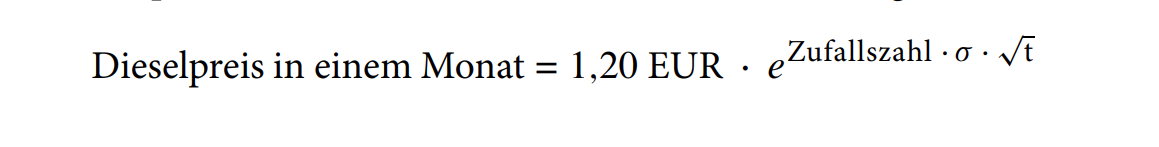 Dieselpreis in einem Monat = 1,20 EUR · e^{Zufallszahl · σ · √t}